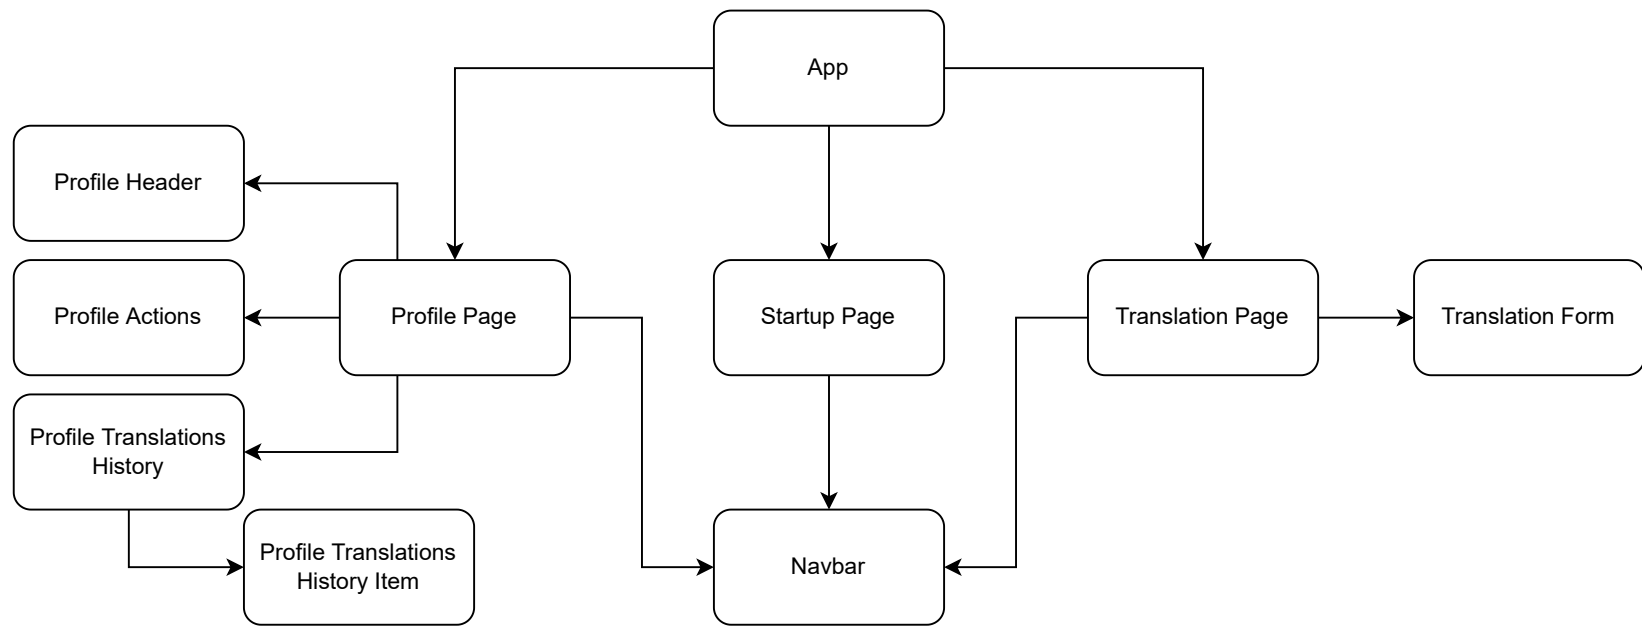 App
Profile Header
Profile Actions
Profile Page
Startup Page
Translation Page
Translation Form
Profile Translations
History
Profile Translations
History Item
Navbar